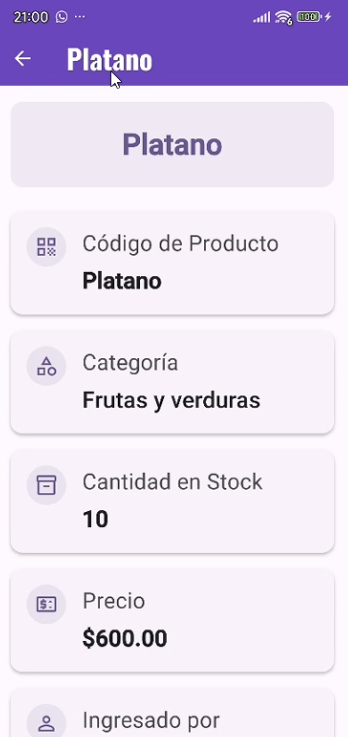 21:00
100
Platano
Platano
Código de Producto
Platano
Categoría
Frutas y verduras
Cantidad en Stock
10
Precio
$600.00
Ingresado por